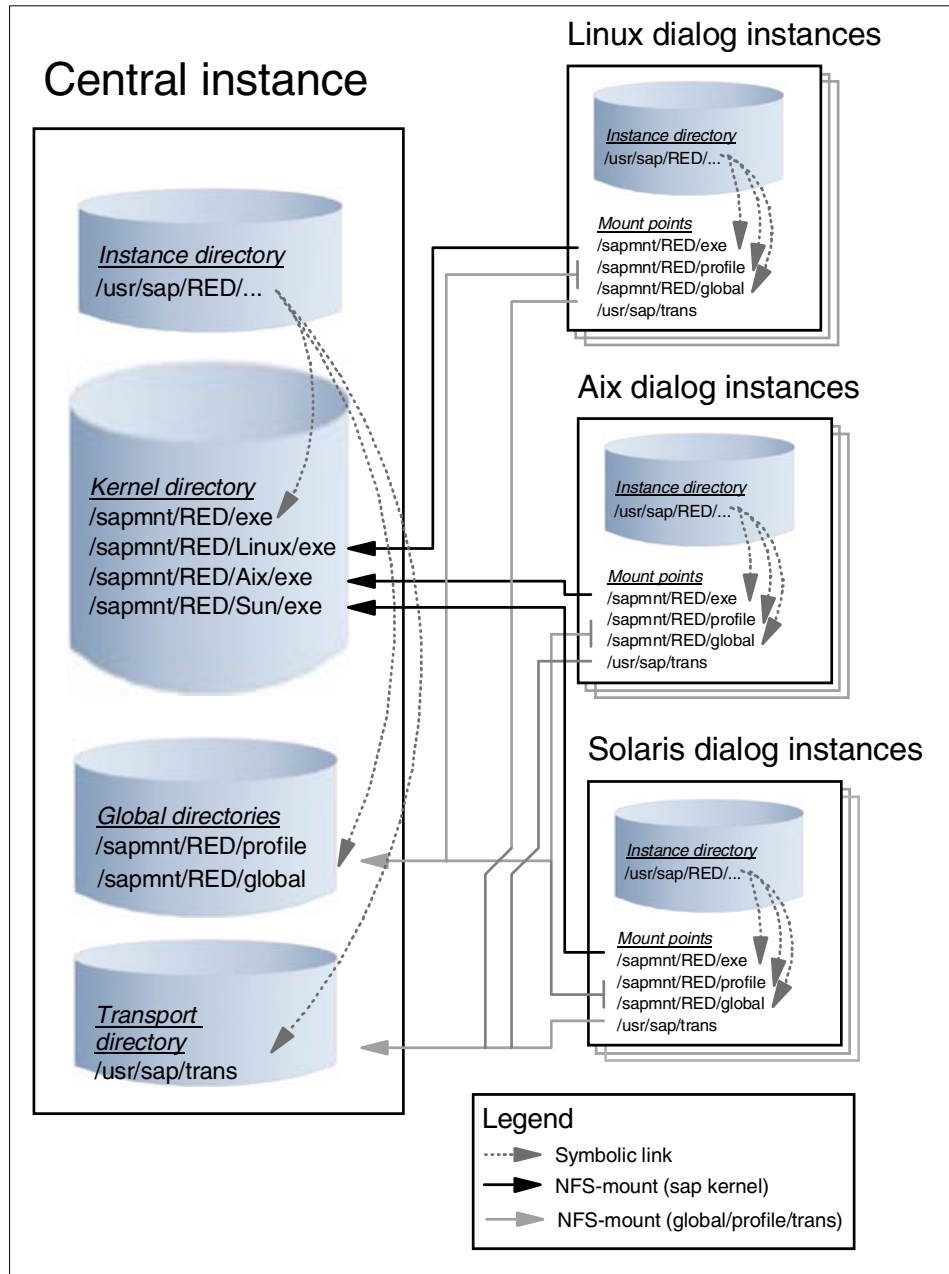 Central instance
Instance directory
/usr/sap/RED/...
Kernel directory
/sapmnt/RED/exe
/sapmnt/RED/Linux/exe
/sapmnt/RED/Aix/exe
/sapmnt/RED/Sun/exe
Global directories
/sapmnt/RED/profile
/sapmnt/RED/global
Transport
directory
/usr/sap/trans
Linux dialog instances
Instance directory
/usr/sap/RED/...
Mount points
/sapmnt/RED/exe
/sapmnt/RED/profile
/sapmnt/RED/global
/usr/sap/trans
Aix dialog instances
Instance directory
/usr/sap/RED/...
Mount points
/sapmnt/RED/exe
/sapmnt/RED/profile
/sapmnt/RED/global
/usr/sap/trans
Solaris dialog instances
Instance directory
/usr/sap/RED/...
Mount points
/sapmnt/RED/exe
/sapmnt/RED/profile
/sapmnt/RED/global
/usr/sap/trans
Legend
Symbolic link
NFS-mount (sap kernel)
NFS-mount (global/profile/trans)